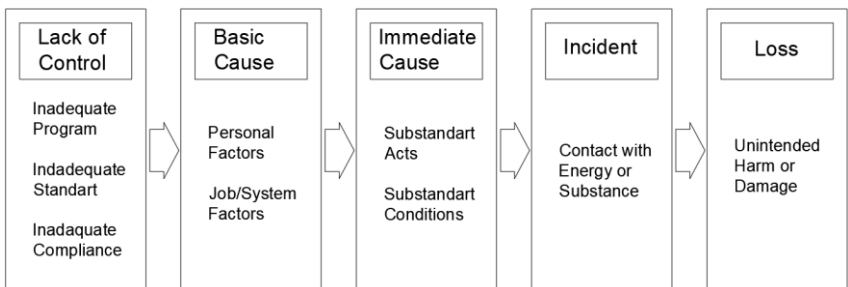 Lack of
Control
Inadequate
Program
Indadequate
Standart
Inadaquate
Compliance
Basic
Cause
Personal
Factors
Job/System
Factors
Immediate
Cause
Substandart
Acts
Substandart
Conditions
Incident
Contact with
Energy or
Substance
Loss
Unintended
Harm or
Damage